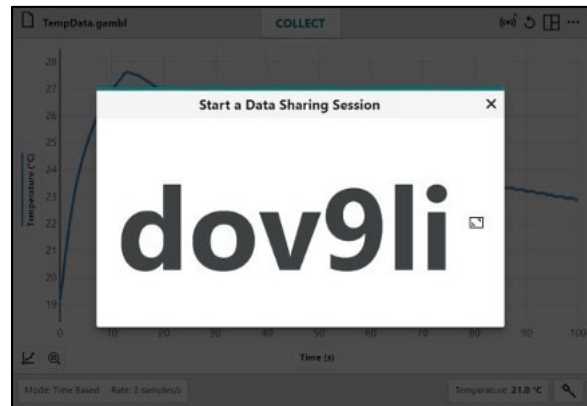 TempData.gambl
COLLECT
Start a Data Sharing Session
dov9li
Temperature (°C)
28
27
26
25
24
23
22
21
20
19
0 10 20 30 40 50 60 70 80 90 100
Time (s)
Mode: Time Based Rate: 2 samples/s
Temperature: 21.0 °C